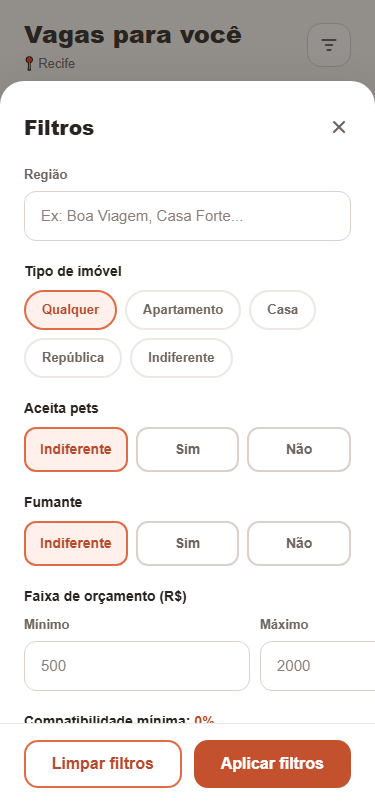 Vagas para você
Recife
Filtros
Região
Ex: Boa Viagem, Casa Forte...
Tipo de imóvel
Qualquer Apartamento Casa
República Indiferente
Aceita pets
Indiferente Sim Não
Fumante
Indiferente Sim Não
Faixa de orçamento (R$)
Mínimo Máximo
500 2000
Compatibilidade mínima: 0%
Limpar filtros Aplicar filtros